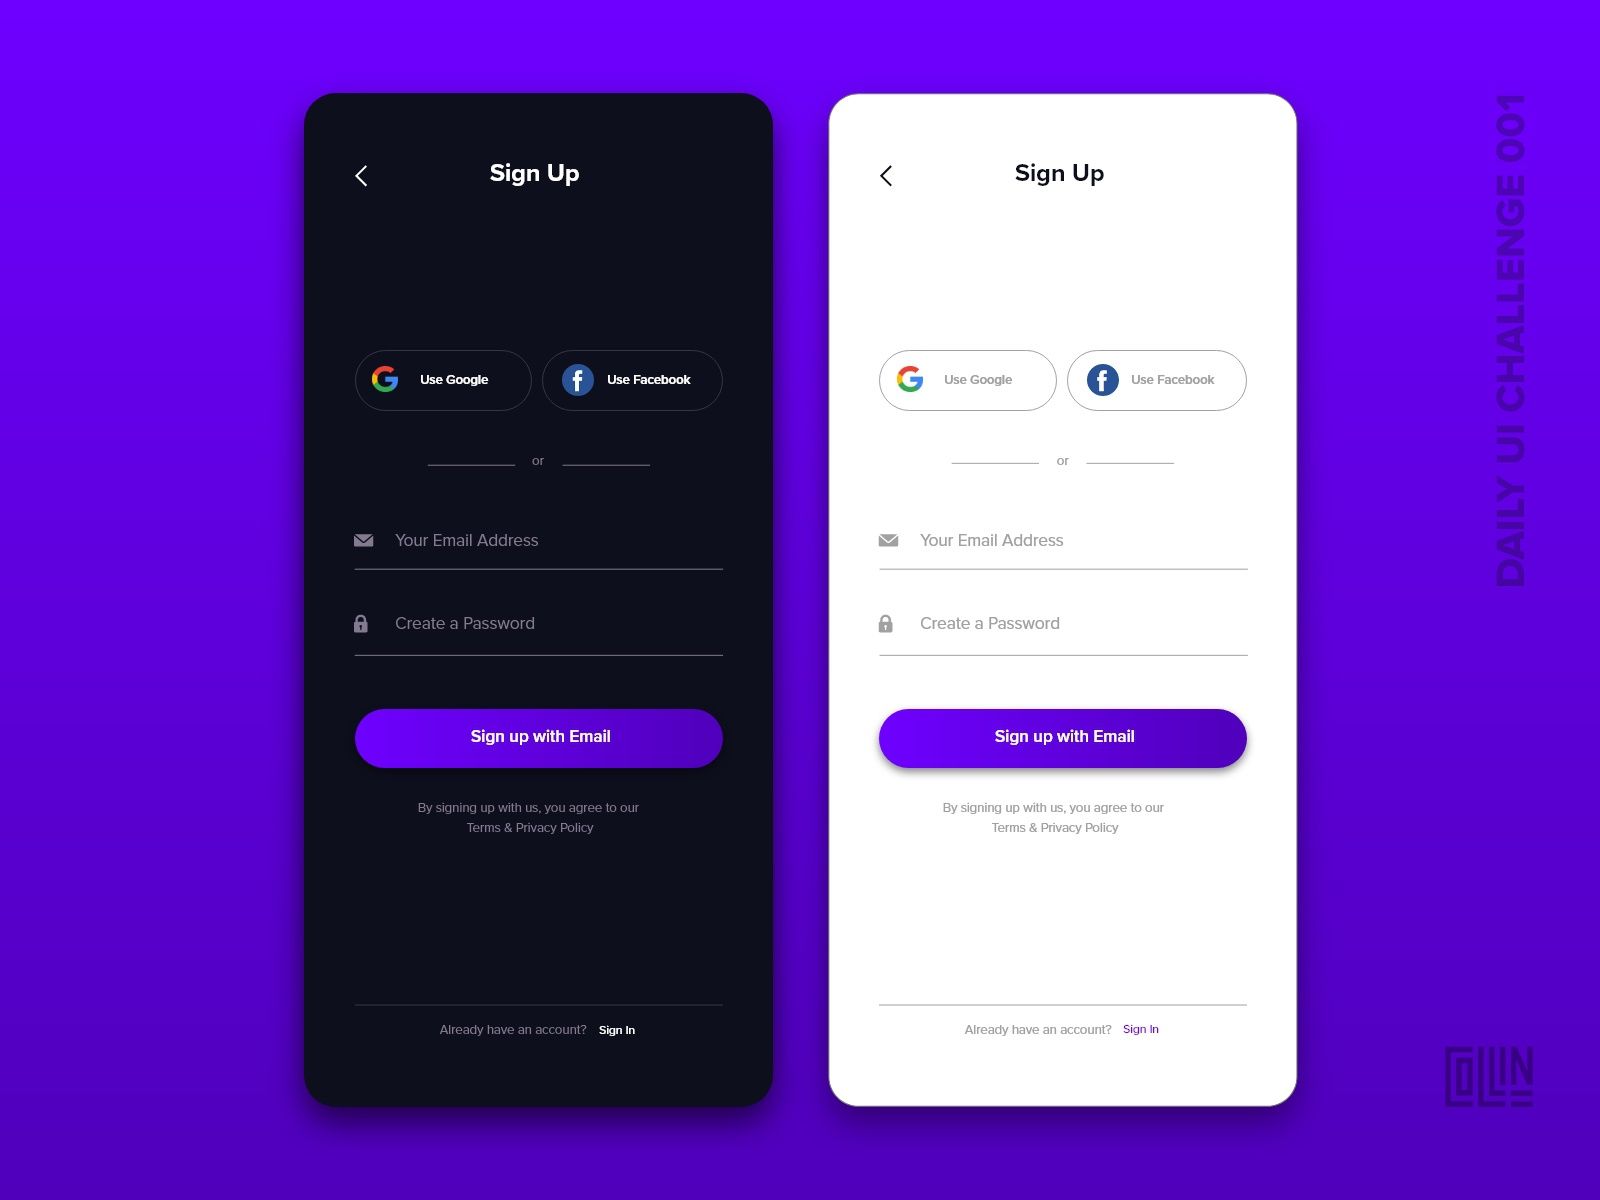 Sign Up
Use Google
Use Facebook
or
Your Email Address
Create a Password
Sign up with Email
By signing up with us, you agree to our
Terms & Privacy Policy
Already have an account? Sign In
Sign Up
Use Google
Use Facebook
or
Your Email Address
Create a Password
Sign up with Email
By signing up with us, you agree to our
Terms & Privacy Policy
Already have an account? Sign In
DAILY UI CHALLENGE 001
COLLIN